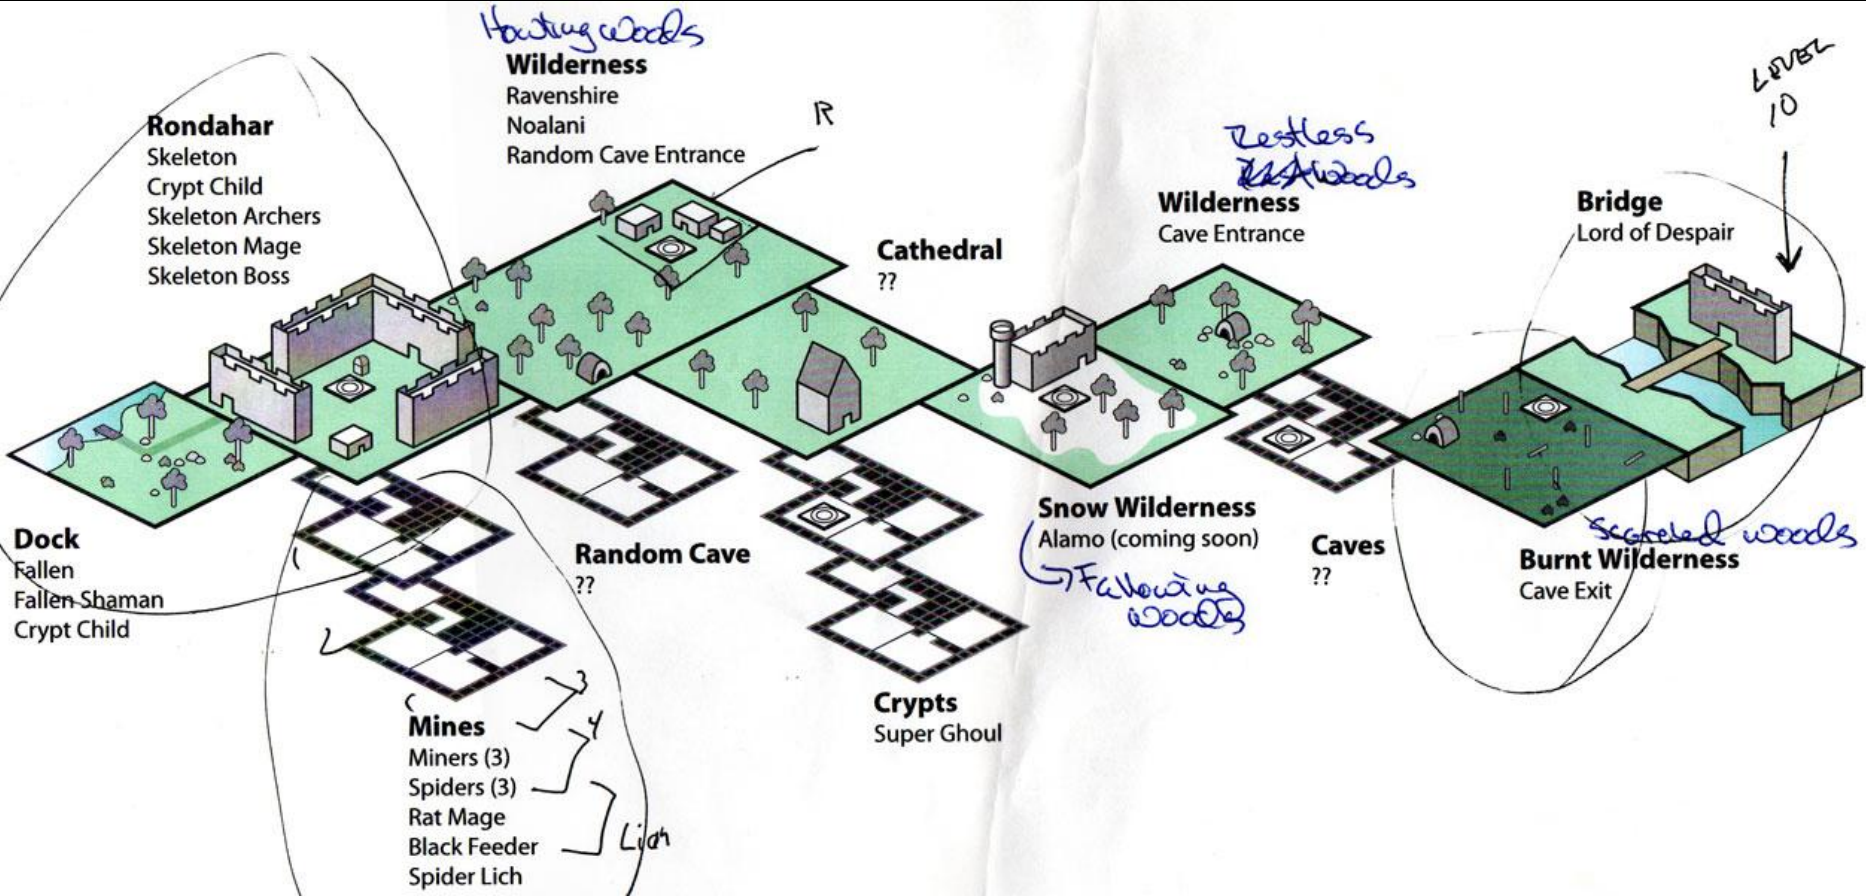 Howling woods
Wilderness
Ravenshire
Noalani
Random Cave Entrance
R
Rondahar
Skeleton
Crypt Child
Skeleton Archers
Skeleton Mage
Skeleton Boss
Cathedral
??
Restless
woods
Wilderness
Cave Entrance
LEVEL
10
Bridge
Lord of Despair
Dock
Fallen
Fallen Shaman
Crypt Child
1
2
Random Cave
??
Snow Wilderness
Alamo (coming soon)
Following
woods
Caves
??
Scorched woods
Burnt Wilderness
Cave Exit
3
4
Mines
Miners (3)
Spiders (3)
Rat Mage
Black Feeder
Spider Lich
Lich
Crypts
Super Ghoul